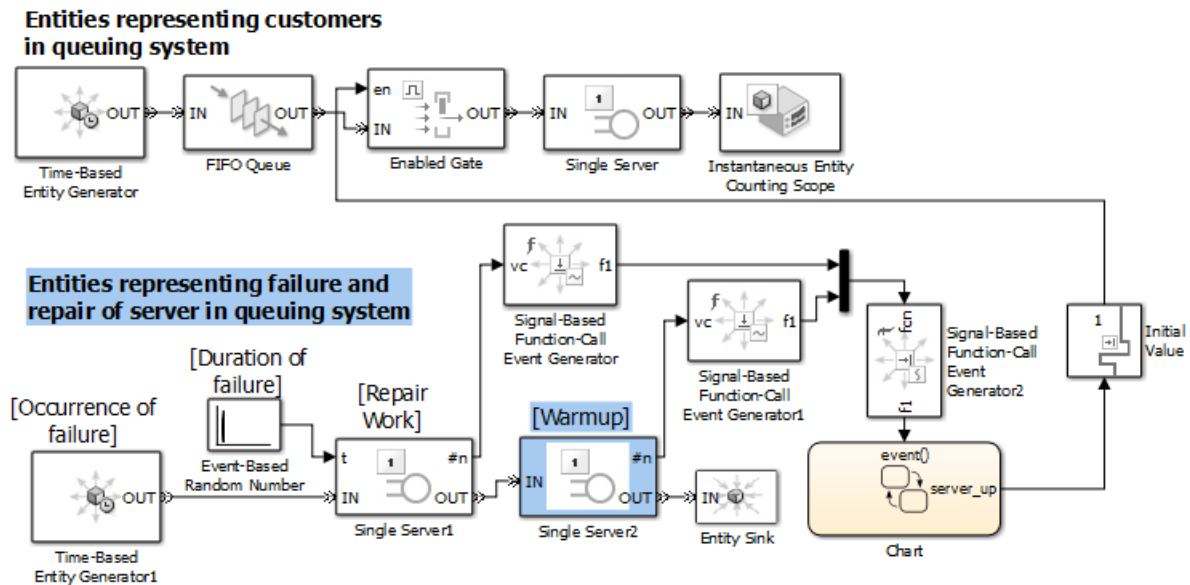 Entities representing customers
in queuing system
OUT
IN
OUT
en
IN
OUT
1
IN
OUT
IN
Time-Based
Entity Generator
FIFO Queue
Enabled Gate
Single Server
Instantaneous Entity
Counting Scope
Entities representing failure and
repair of server in queuing system
f
vc
f1
Signal-Based
Function-Call
Event Generator
f
vc
f1
Signal-Based
Function-Call
Event Generator1
fcn
f1
Signal-Based
Function-Call
Event
Generator2
1
Initial
Value
[Duration of
failure]
Event-Based
Random Number
[Occurrence of
failure]
OUT
Time-Based
Entity Generator1
[Repair
Work]
t
1
#n
IN
OUT
Single Server1
[Warmup]
1
#n
IN
OUT
Single Server2
IN
Entity Sink
event()
server_up
Chart